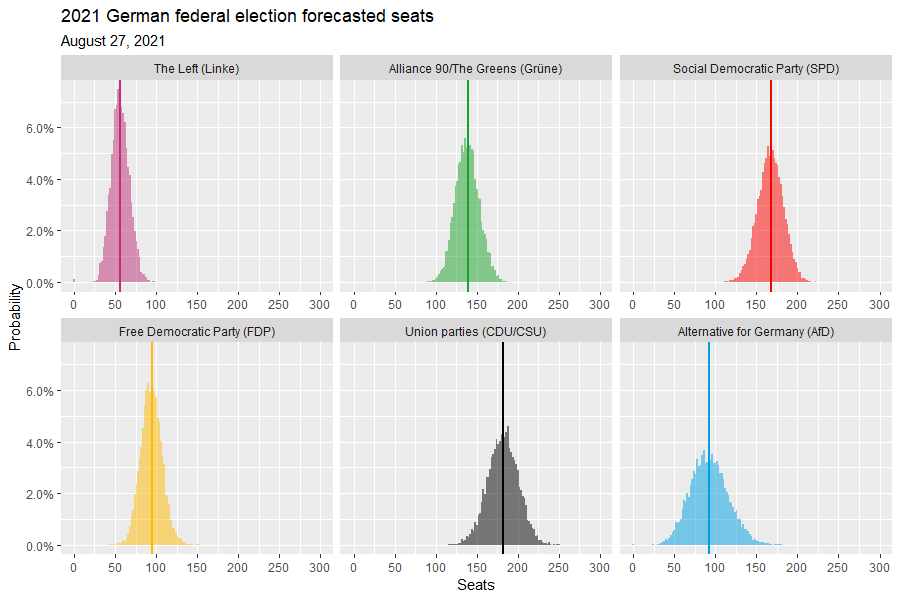 2021 German federal election forecasted seats
August 27, 2021
The Left (Linke) Alliance 90/The Greens (Grüne) Social Democratic Party (SPD)
6.0%
4.0%
2.0%
0.0%
0 50 100 150 200 250 300 0 50 100 150 200 250 300 0 50 100 150 200 250 300
Probability
Free Democratic Party (FDP) Union parties (CDU/CSU) Alternative for Germany (AfD)
6.0%
4.0%
2.0%
0.0%
0 50 100 150 200 250 300 0 50 100 150 200 250 300 0 50 100 150 200 250 300
Seats